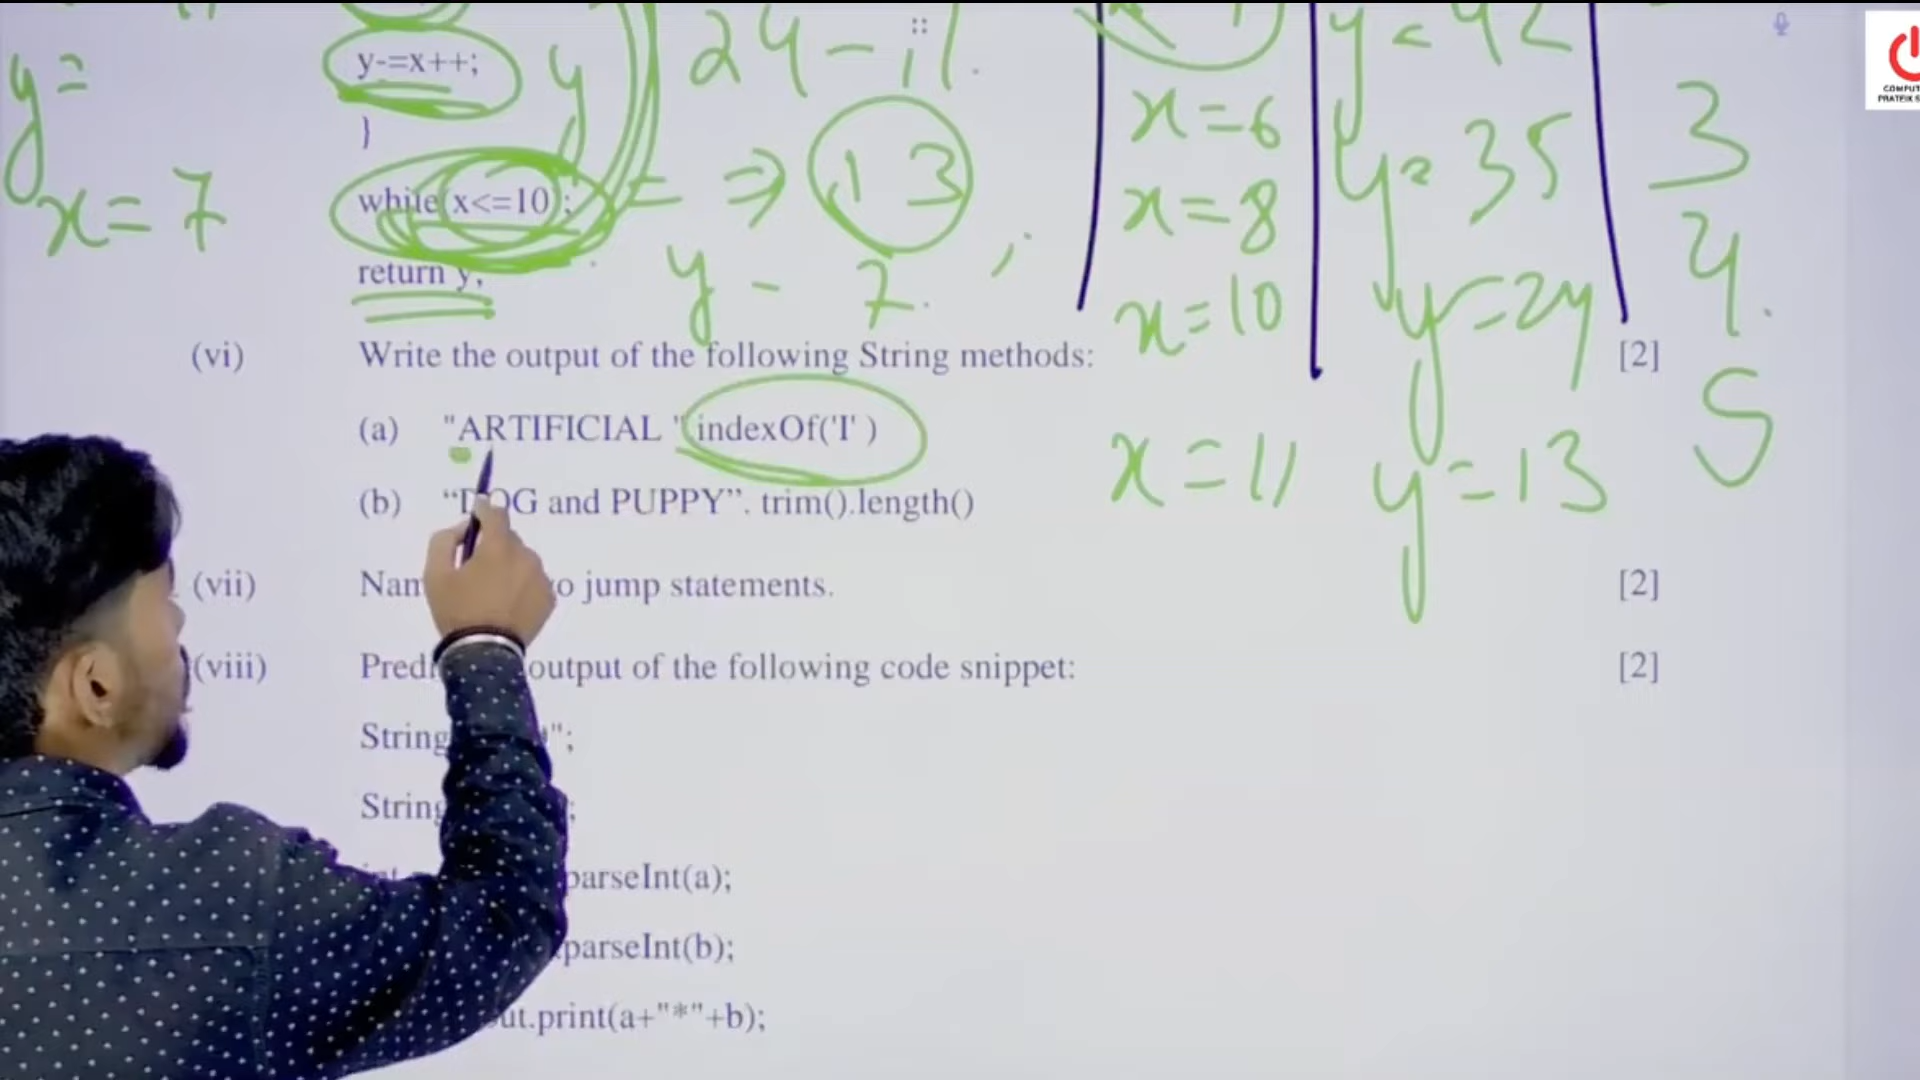 y-=x++;
}
while(x<=10);
return y;
y=
x=7
y
24-11.
=> 13
y - 7.
x=6
x=8
x=10
x=11
y=42
y=35
y=24
y=13
3
4.
5
(vi) Write the output of the following String methods: [2]
(a) "ARTIFICIAL " indexOf('I' )
(b) “DOG and PUPPY”. trim().length()
(vii) jump statements. [2]
(viii) output of the following code snippet: [2]
String ";
String ;
parseInt(a);
.parseInt(b);
ut.print(a+"*"+b);